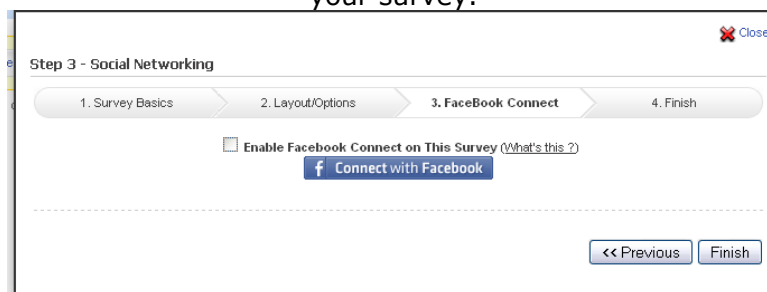 your survey.
Close
Step 3 - Social Networking
1. Survey Basics 2. Layout/Options 3. FaceBook Connect 4. Finish
Enable Facebook Connect on This Survey (What's this ?)
f Connect with Facebook
<< Previous Finish